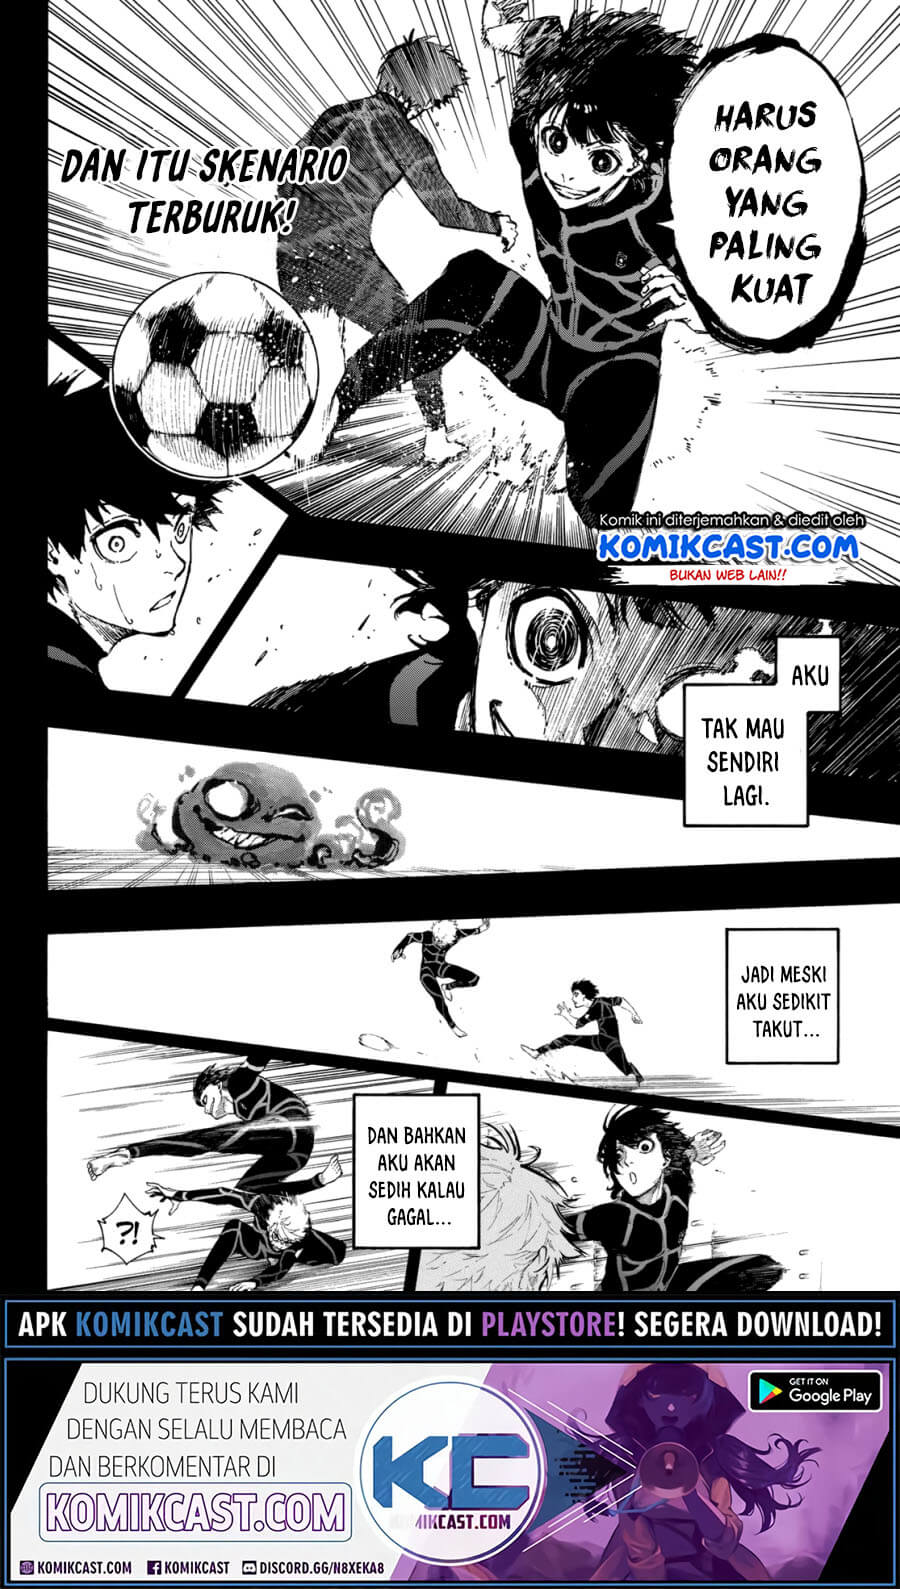 HARUS
ORANG
YANG
PALING
KUAT
DAN ITU SKENARIO
TERBURUK!
Komik ini diterjemahkan & diedit oleh
KOMIKCAST.COM
BUKAN WEB LAIN!!
AKU
TAK MAU
SENDIRI
LAGI.
JADI MESKI
AKU SEDIKIT
TAKUT...
DAN BAHKAN
AKU AKAN
SEDIH KALAU
GAGAL...
?!
APK KOMIKCAST SUDAH TERSEDIA DI PLAYSTORE! SEGERA DOWNLOAD!
DUKUNG TERUS KAMI
DENGAN SELALU MEMBACA
DAN BERKOMENTAR DI
KOMIKCAST.COM
KC
KOMIKCAST.COM
GET IT ON
Google Play
KOMIKCAST.COM
KOMIKCAST
DISCORD.GG/N8XEKA8